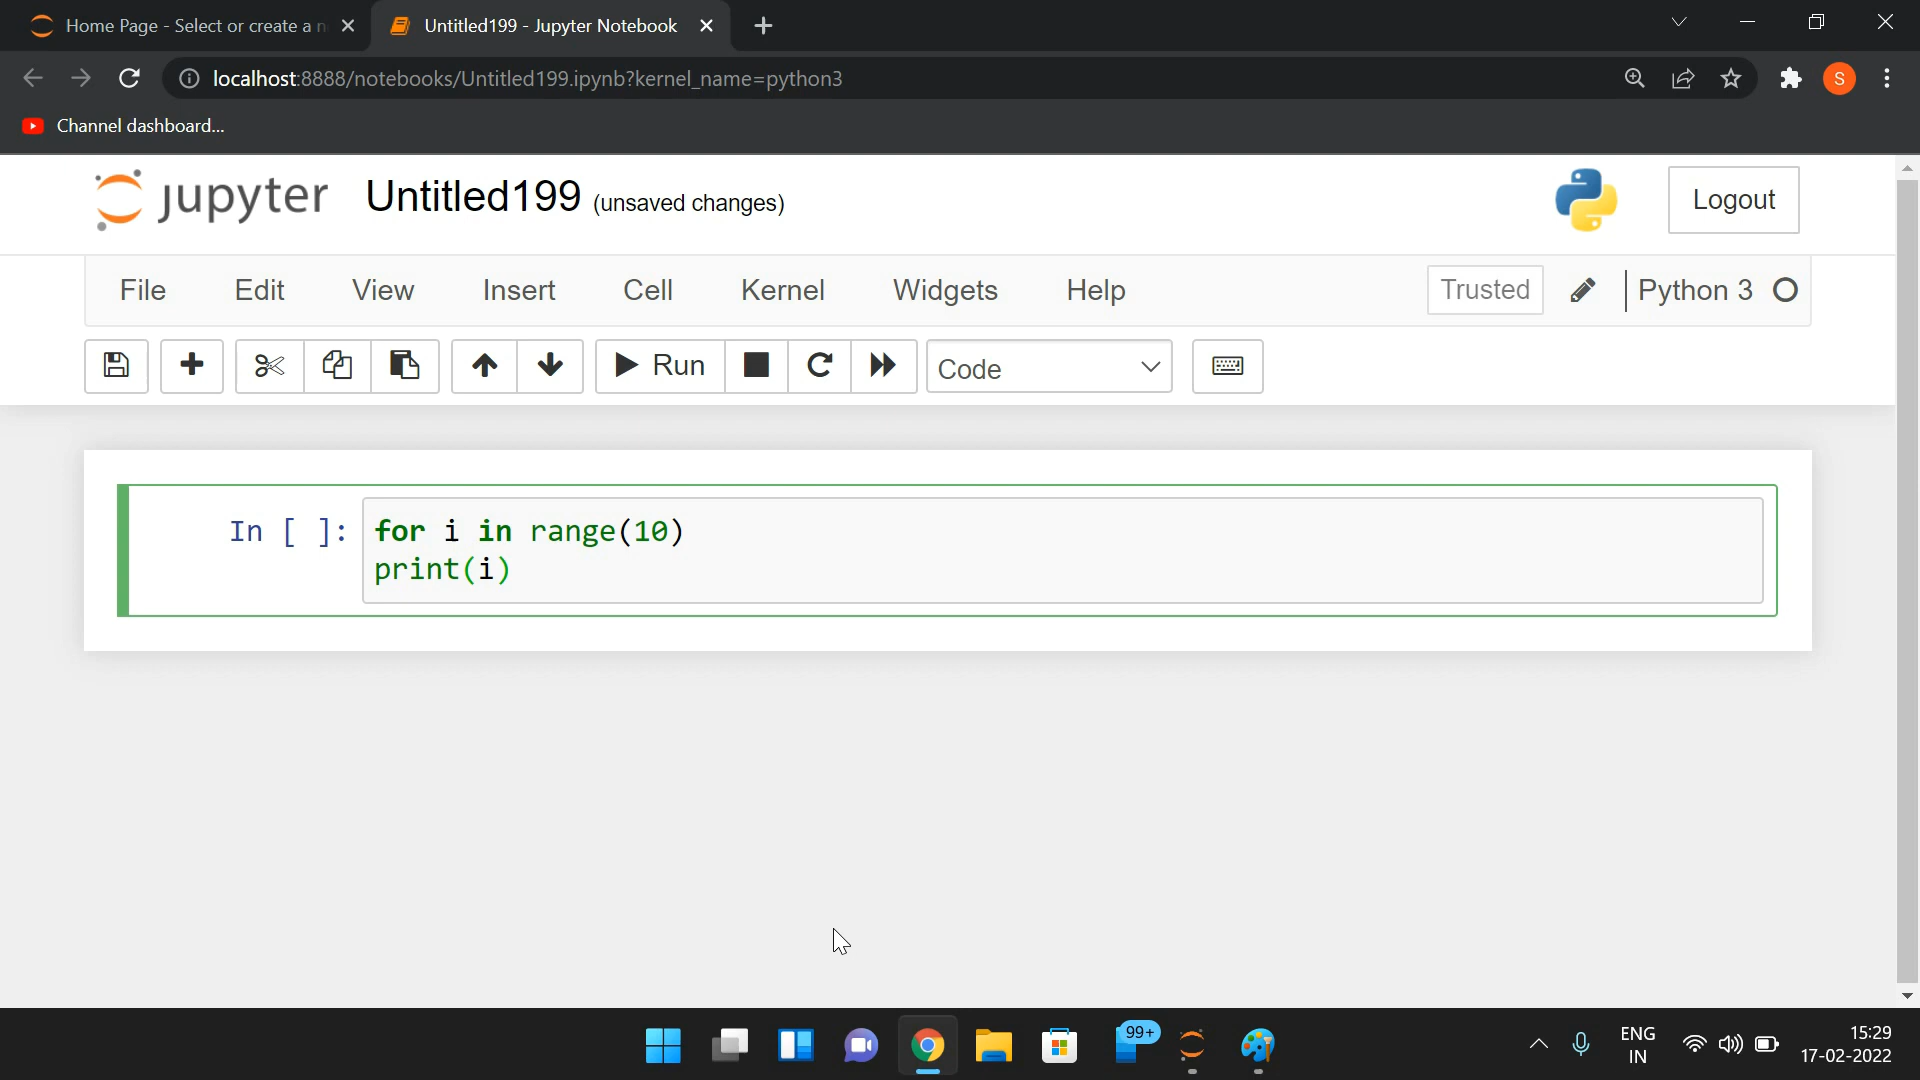 Home Page - Select or create a n
Untitled199 - Jupyter Notebook
localhost:8888/notebooks/Untitled199.ipynb?kernel_name=python3
S
Channel dashboard...
jupyter Untitled199 (unsaved changes)
Logout
File Edit View Insert Cell Kernel Widgets Help Trusted Python 3
Run Code
In [ ]: for i in range(10)
print(i)
99+
ENG
IN
15:29
17-02-2022